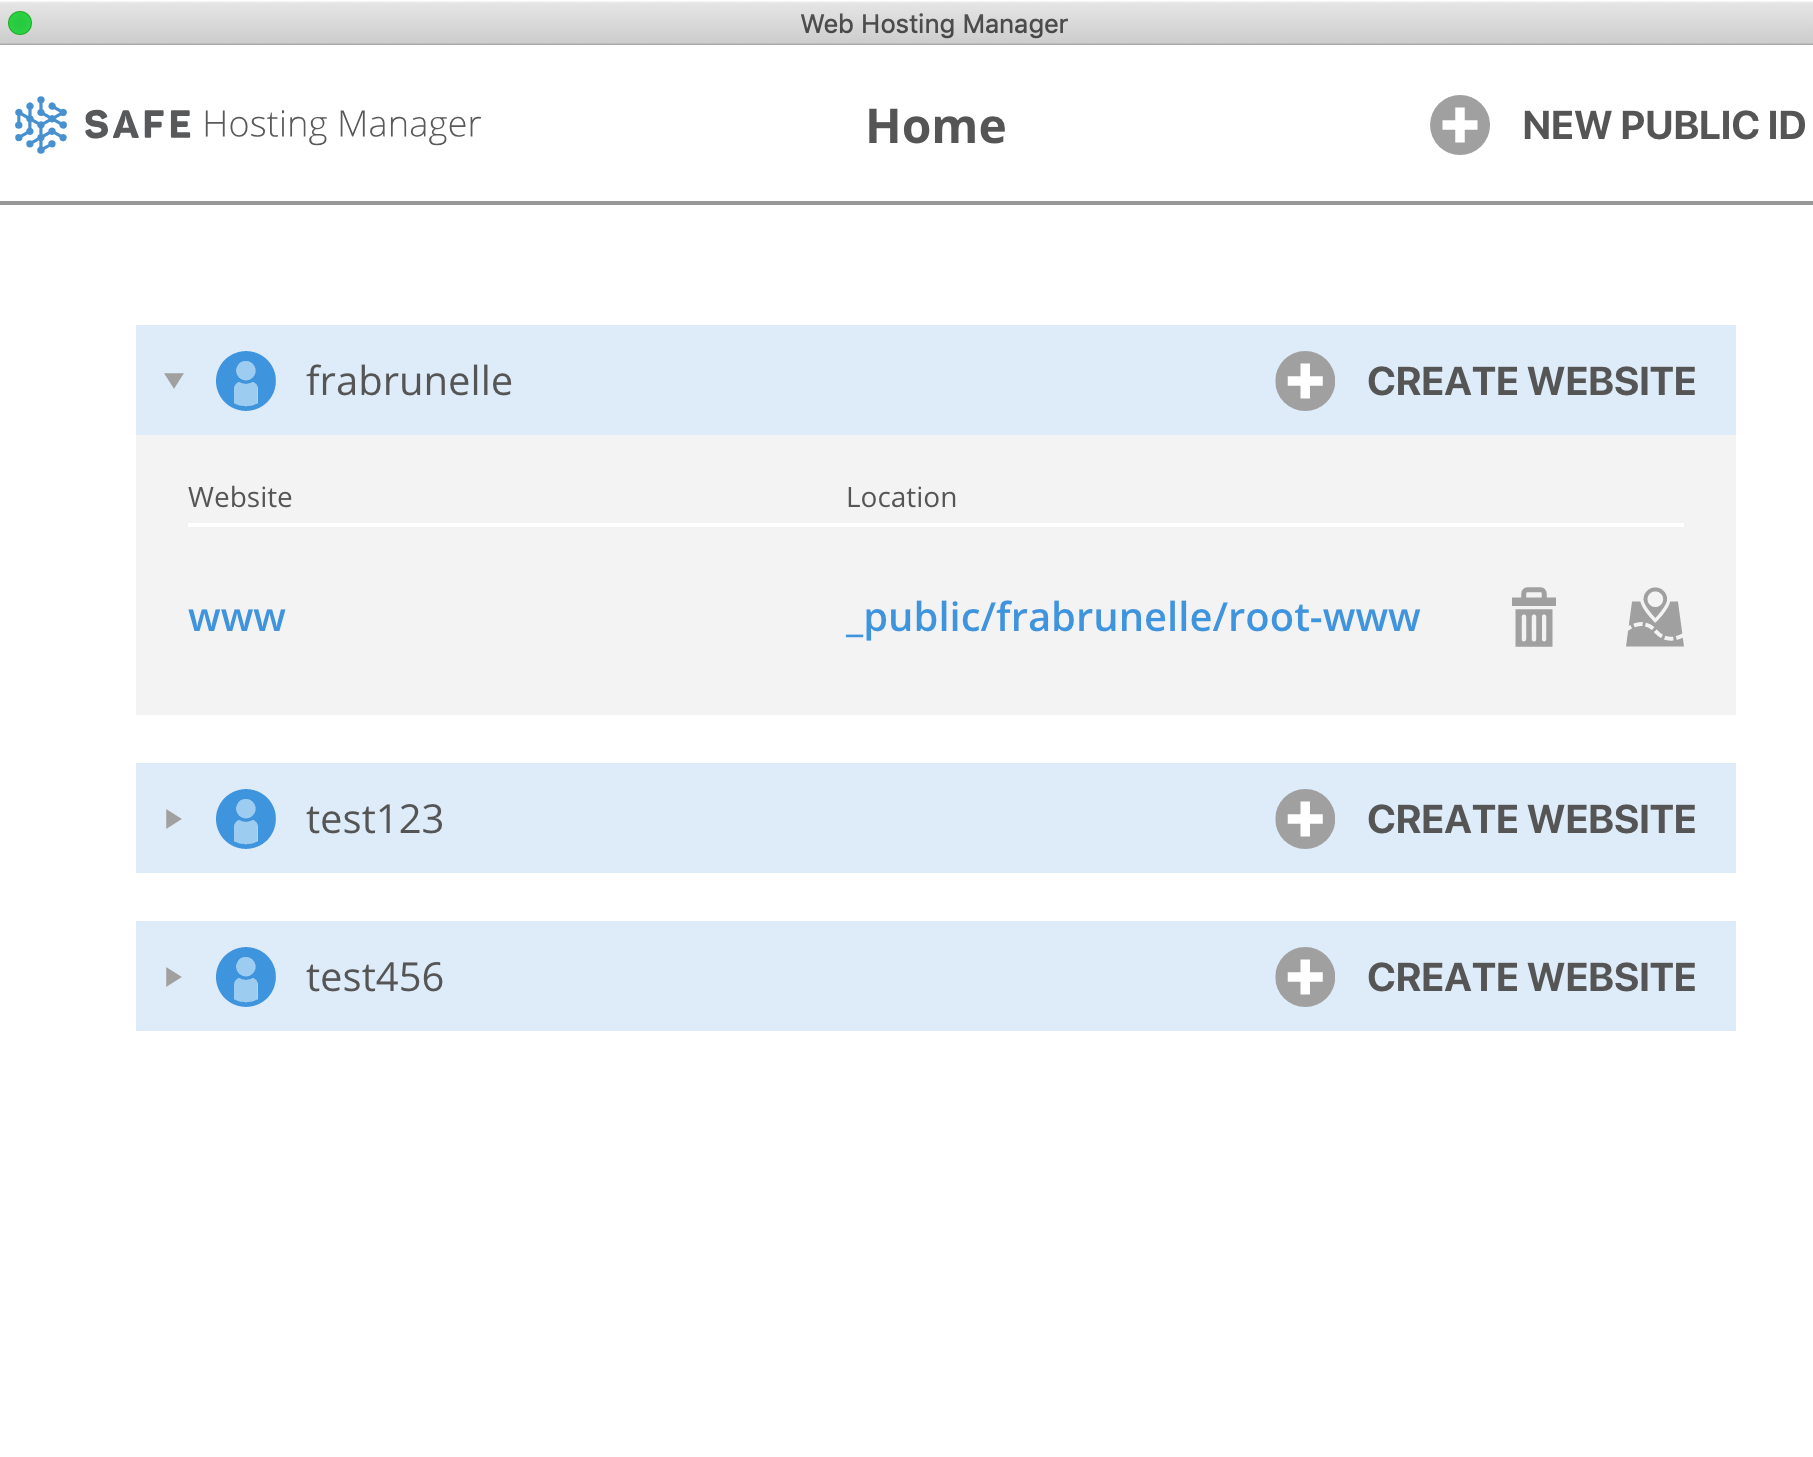 Web Hosting Manager
SAFE Hosting Manager
Home
NEW PUBLIC ID
frabrunelle
CREATE WEBSITE
Website
Location
www
_public/frabrunelle/root-www
test123
CREATE WEBSITE
test456
CREATE WEBSITE